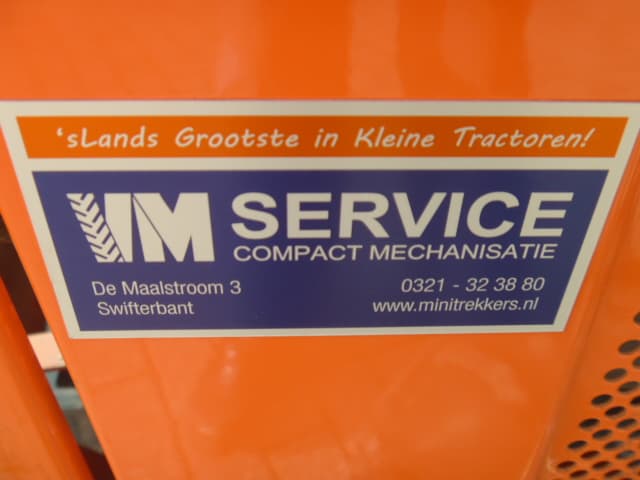 'sLands Grootste in Kleine Tractoren!
VM SERVICE
COMPACT MECHANISATIE
De Maalstroom 3
Swifterbant
0321 - 32 38 80
www.minitrekkers.nl